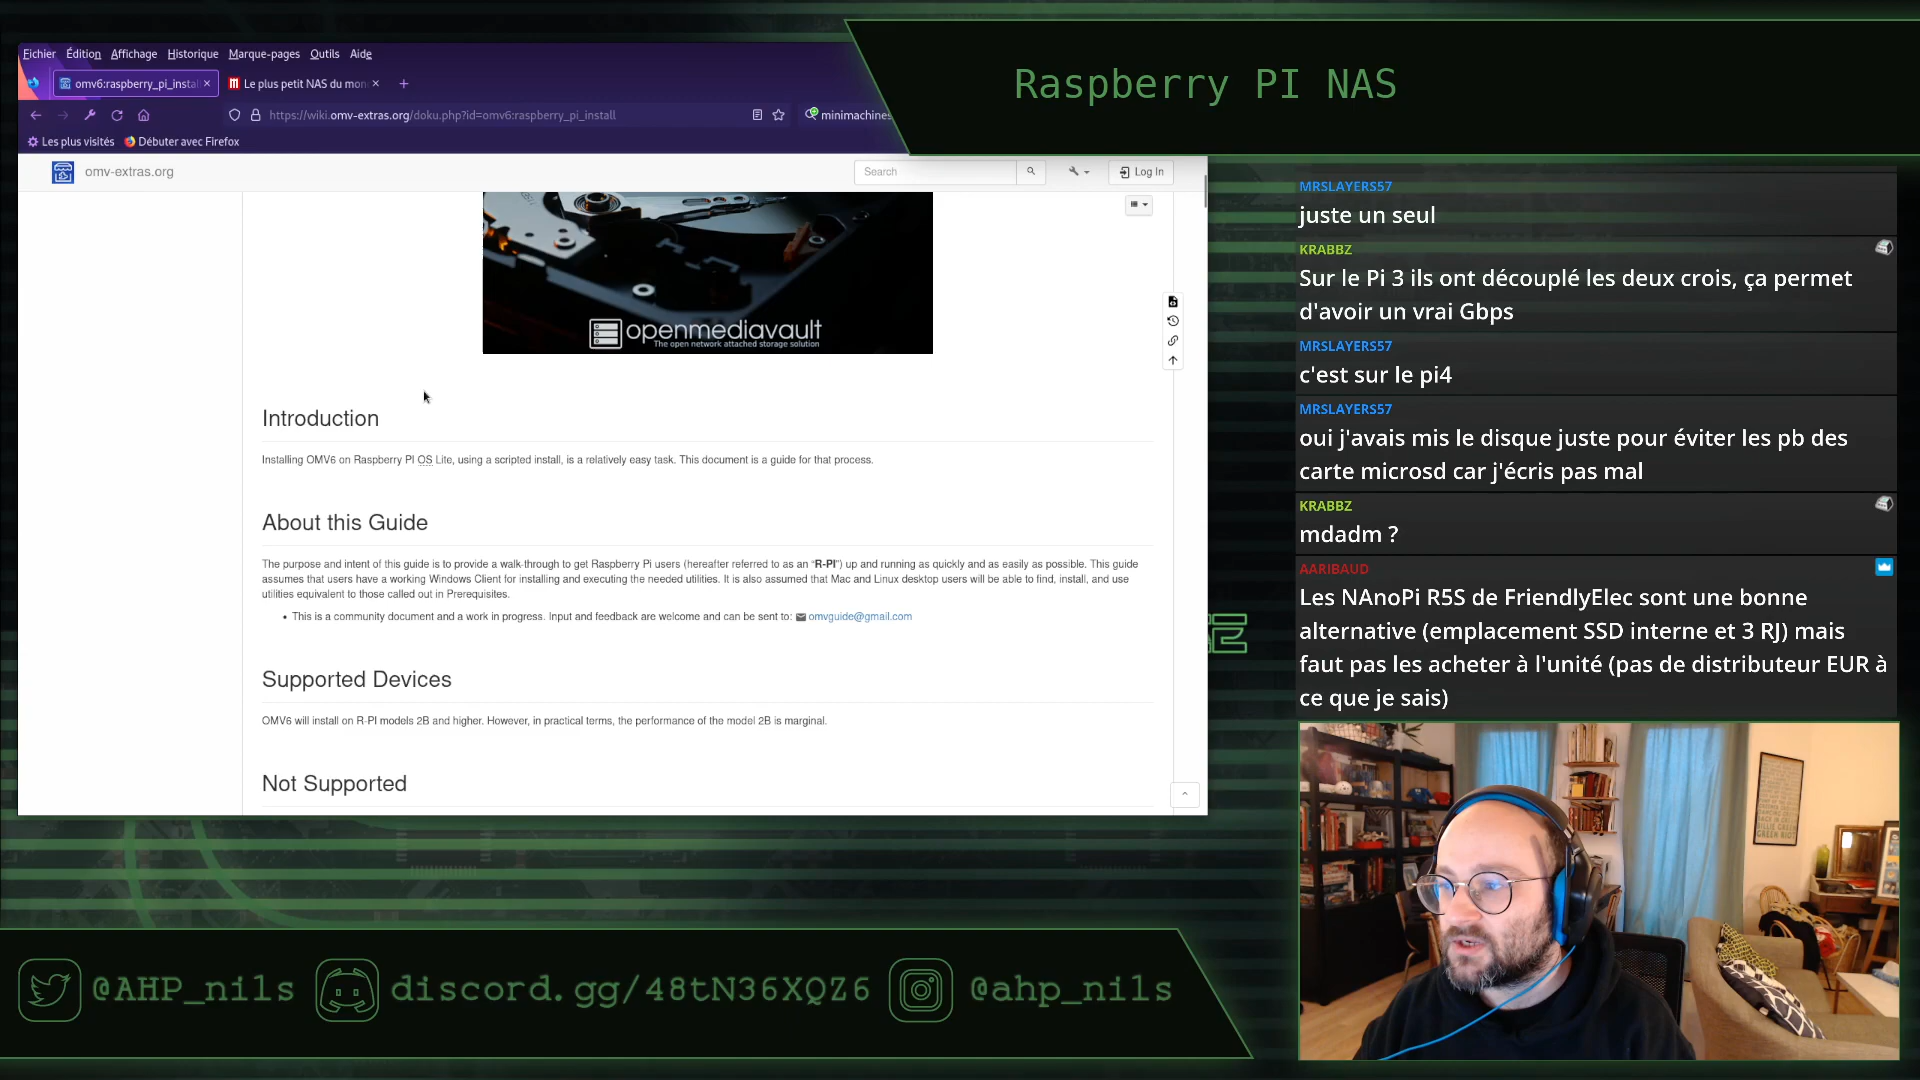 Raspberry PI NAS
Fichier Édition Affichage Historique Marque-pages Outils Aide
omv6:raspberry_pi_instal × Le plus petit NAS du mon × +
https://wiki.omv-extras.org/doku.php?id=omv6:raspberry_pi_install
minimachines
Les plus visités Débuter avec Firefox
omv-extras.org
Search
Log In
openmediavault
The open network attached storage solution
Introduction
Installing OMV6 on Raspberry PI OS Lite, using a scripted install, is a relatively easy task. This document is a guide for that process.
About this Guide
The purpose and intent of this guide is to provide a walk-through to get Raspberry Pi users (hereafter referred to as an “R-PI”) up and running as quickly and as easily as possible. This guide
assumes that users have a working Windows Client for installing and executing the needed utilities. It is also assumed that Mac and Linux desktop users will be able to find, install, and use
utilities equivalent to those called out in Prerequisites.
• This is a community document and a work in progress. Input and feedback are welcome and can be sent to: omvguide@gmail.com
Supported Devices
OMV6 will install on R-PI models 2B and higher. However, in practical terms, the performance of the model 2B is marginal.
Not Supported
MRSLAYERS57
juste un seul
KRABBZ
Sur le Pi 3 ils ont découplé les deux crois, ça permet
d'avoir un vrai Gbps
MRSLAYERS57
c'est sur le pi4
MRSLAYERS57
oui j'avais mis le disque juste pour éviter les pb des
carte microsd car j'écris pas mal
KRABBZ
mdadm ?
AARIBAUD
Les NAnoPi R5S de FriendlyElec sont une bonne
alternative (emplacement SSD interne et 3 RJ) mais
faut pas les acheter à l'unité (pas de distributeur EUR à
ce que je sais)
@AHP_nils discord.gg/48tN36XQZ6 @ahp_nils